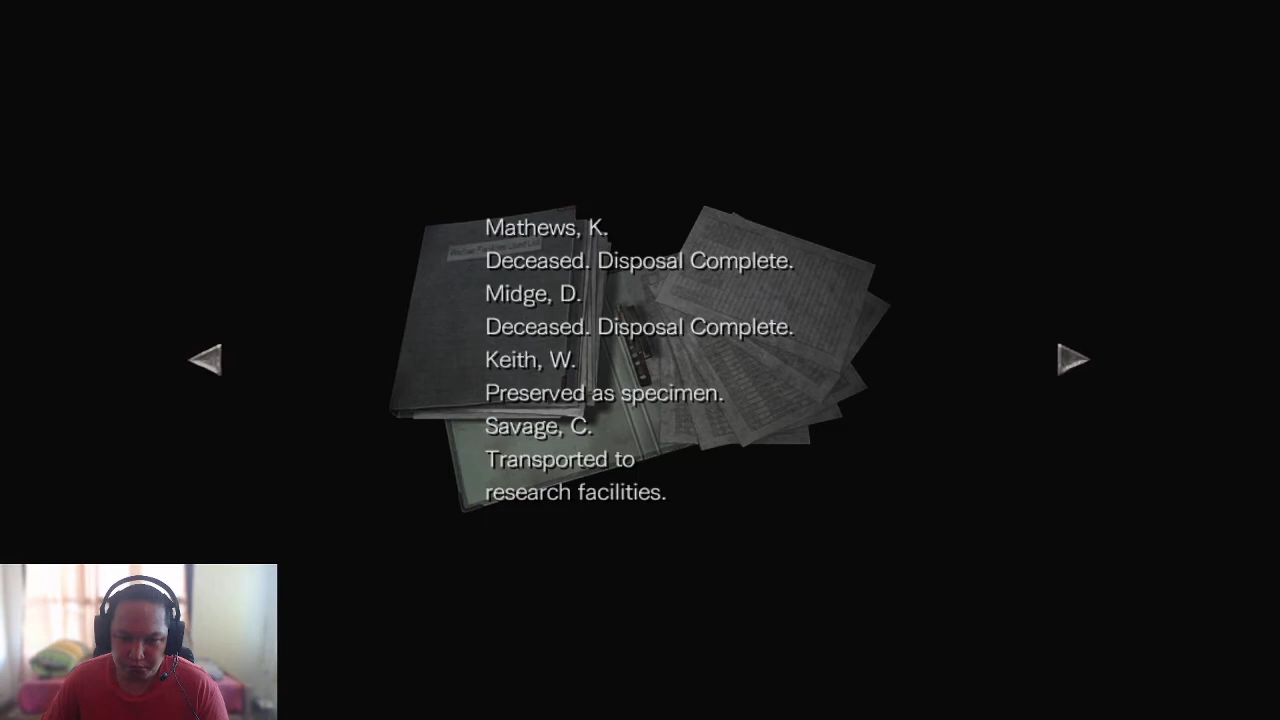 Mathews, K.
Deceased. Disposal Complete.
Midge, D.
Deceased. Disposal Complete.
Keith, W.
Preserved as specimen.
Savage, C.
Transported to
research facilities.